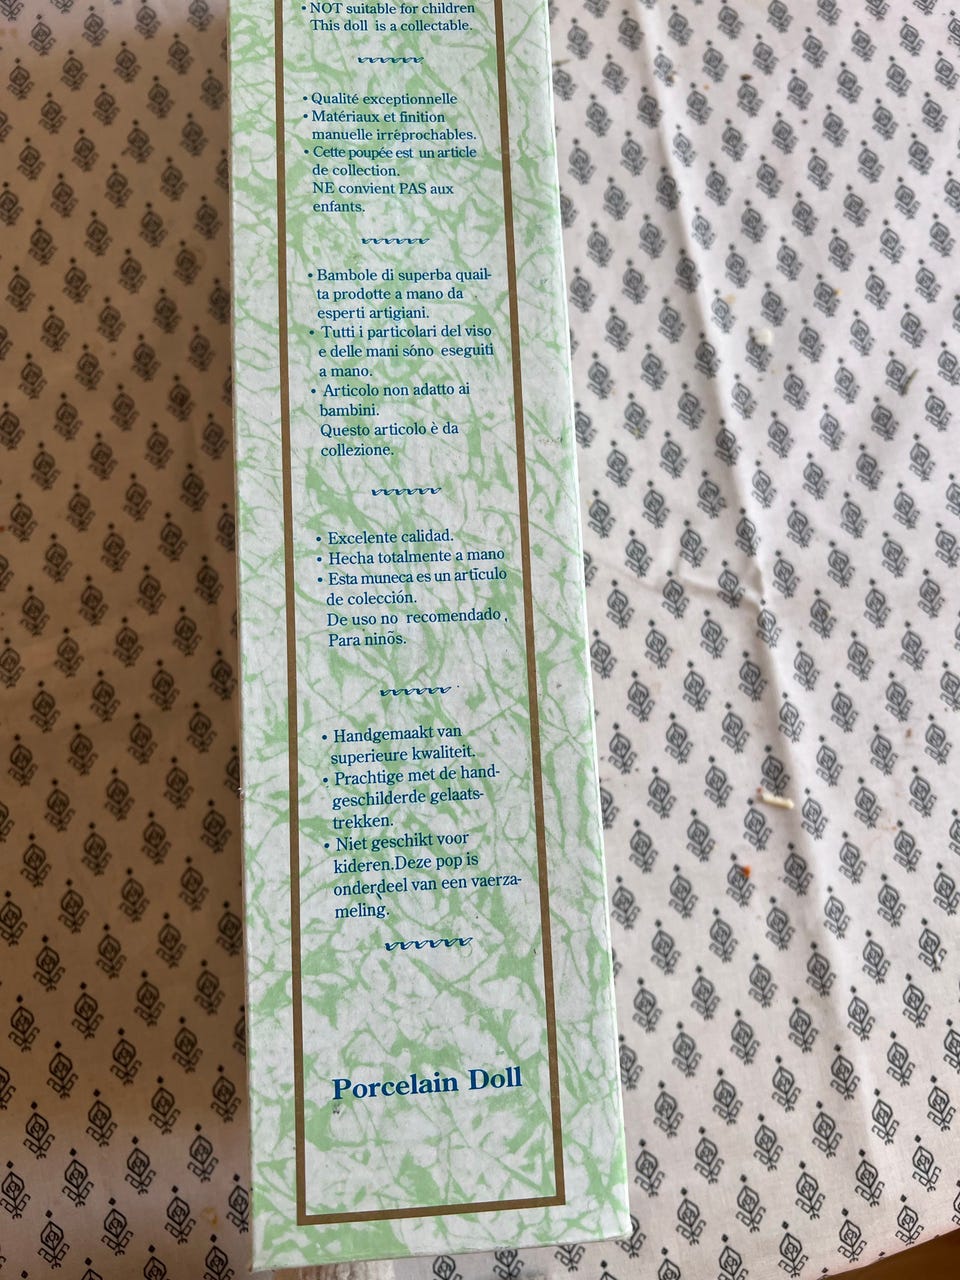 • NOT suitable for children
This doll is a collectable.
• Qualité exceptionnelle
• Matériaux et finition
manuelle irréprochables.
• Cette poupée est un article
de collection.
NE convient PAS aux
enfants.
• Bambole di superba quail-
ta prodotte a mano da
esperti artigiani.
• Tutti i particolari del viso
e delle mani sóno eseguiti
a mano.
• Articolo non adatto ai
bambini.
Questo articolo è da
collezione.
• Excelente calidad.
• Hecha totalmente a mano
• Esta muneca es un artīculo
de colección.
De uso no recomendado,
Para ninõs.
• Handgemaakt van
superieure kwaliteit.
• Prachtige met de hand-
geschilderde gelaats-
trekken.
• Niet geschikt voor
kideren.Deze pop is
onderdeel van een vaerza-
meling.
Porcelain Doll